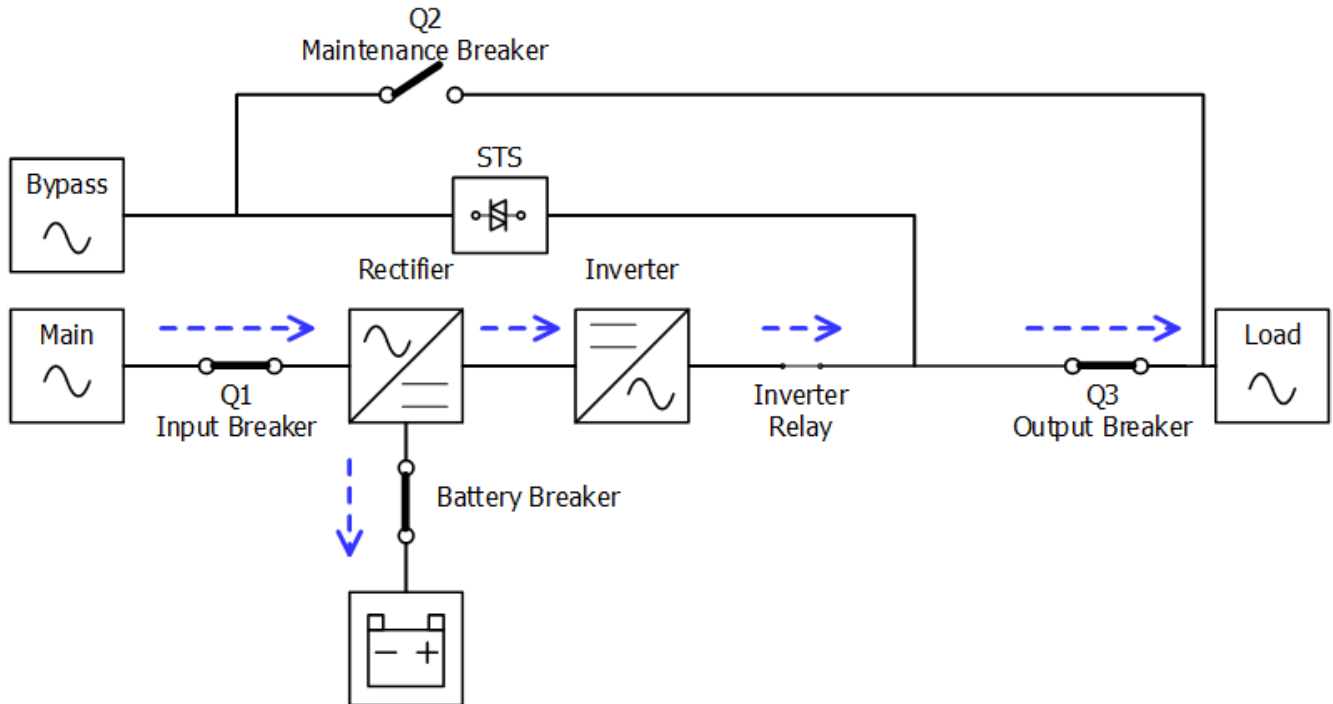 Q2
Maintenance Breaker
STS
Bypass
Rectifier
Inverter
Main
Load
Q1
Input Breaker
Inverter
Relay
Q3
Output Breaker
Battery Breaker